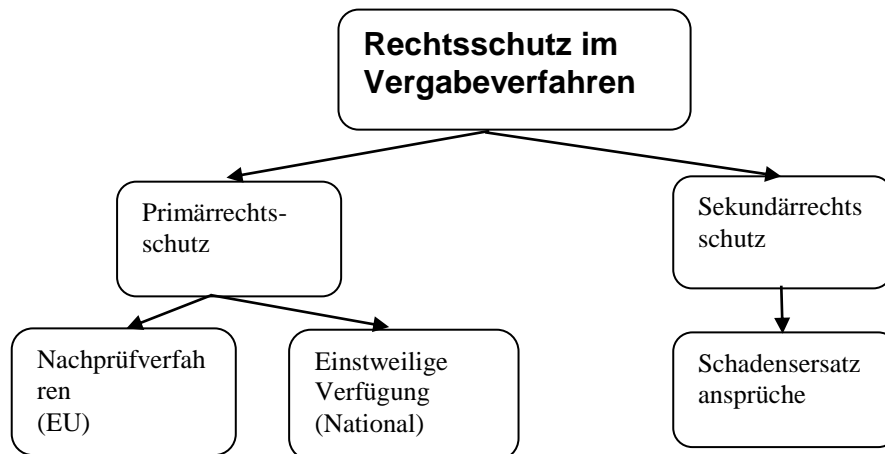 Rechtsschutz im
Vergabeverfahren
Primärrechts-
schutz
Sekundärrechts
schutz
Nachprüfverfah
ren
(EU)
Einstweilige
Verfügung
(National)
Schadensersatz
ansprüche